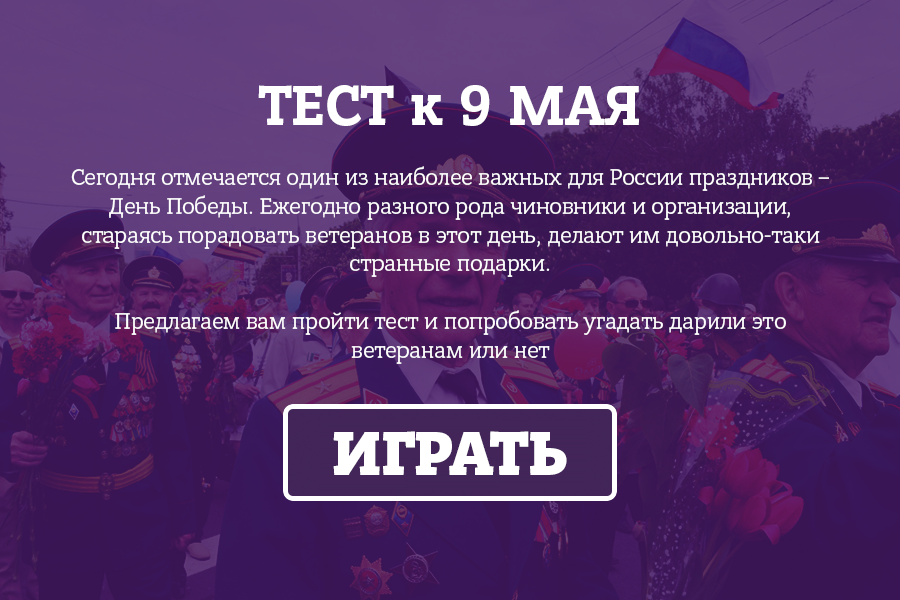 ТЕСТ к 9 МАЯ
Сегодня отмечается один из наиболее важных для России праздников –
День Победы. Ежегодно разного рода чиновники и организации,
стараясь порадовать ветеранов в этот день, делают им довольно-таки
странные подарки.
Предлагаем вам пройти тест и попробовать угадать дарили это
ветеранам или нет
ИГРАТЬ